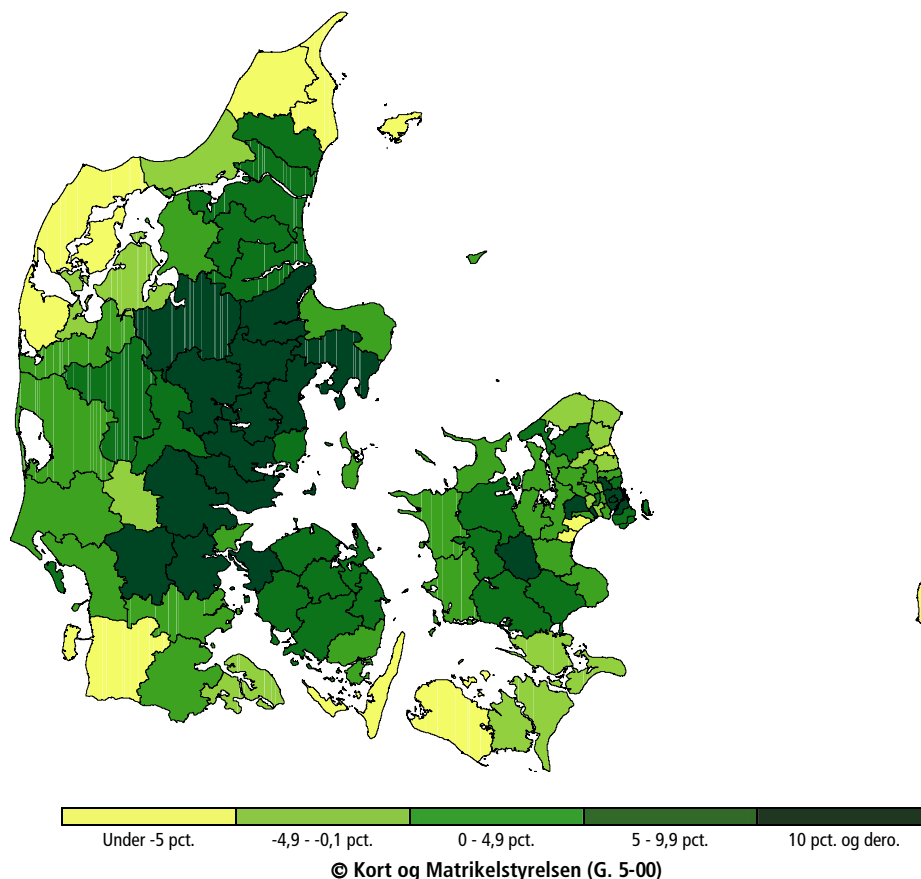 Under -5 pct.
-4,9 - -0,1 pct.
0 - 4,9 pct.
5 - 9,9 pct.
10 pct. og dero.
© Kort og Matrikelstyrelsen (G. 5-00)